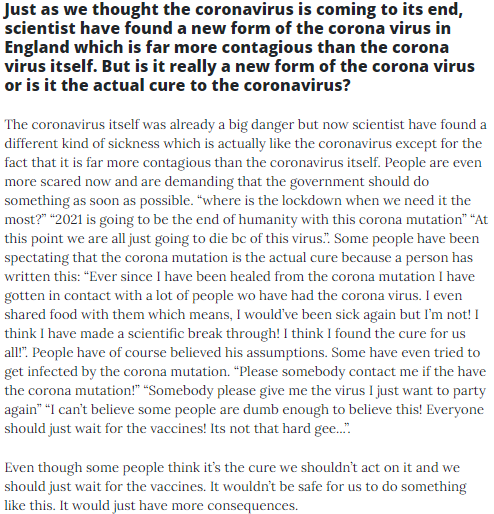 Just as we thought the coronavirus is coming to its end,
scientist have found a new form of the corona virus in
England which is far more contagious than the corona
virus itself. But is it really a new form of the corona virus
or is it the actual cure to the coronavirus?
The coronavirus itself was already a big danger but now scientist have found a
different kind of sickness which is actually like the coronavirus except for the
fact that it is far more contagious than the coronavirus itself. People are even
more scared now and are demanding that the government should do
something as soon as possible. “where is the lockdown when we need it the
most?” “2021 is going to be the end of humanity with this corona mutation” “At
this point we are all just going to die bc of this virus.”. Some people have been
spectating that the corona mutation is the actual cure because a person has
written this: “Ever since I have been healed from the corona mutation I have
gotten in contact with a lot of people wo have had the corona virus. I even
shared food with them which means, I would’ve been sick again but I’m not! I
think I have made a scientific break through! I think I found the cure for us
all!”. People have of course believed his assumptions. Some have even tried to
get infected by the corona mutation. “Please somebody contact me if the have
the corona mutation!” “Somebody please give me the virus I just want to party
again” “I can’t believe some people are dumb enough to believe this! Everyone
should just wait for the vaccines! Its not that hard gee...”.
Even though some people think it’s the cure we shouldn’t act on it and we
should just wait for the vaccines. It wouldn’t be safe for us to do something
like this. It would just have more consequences.